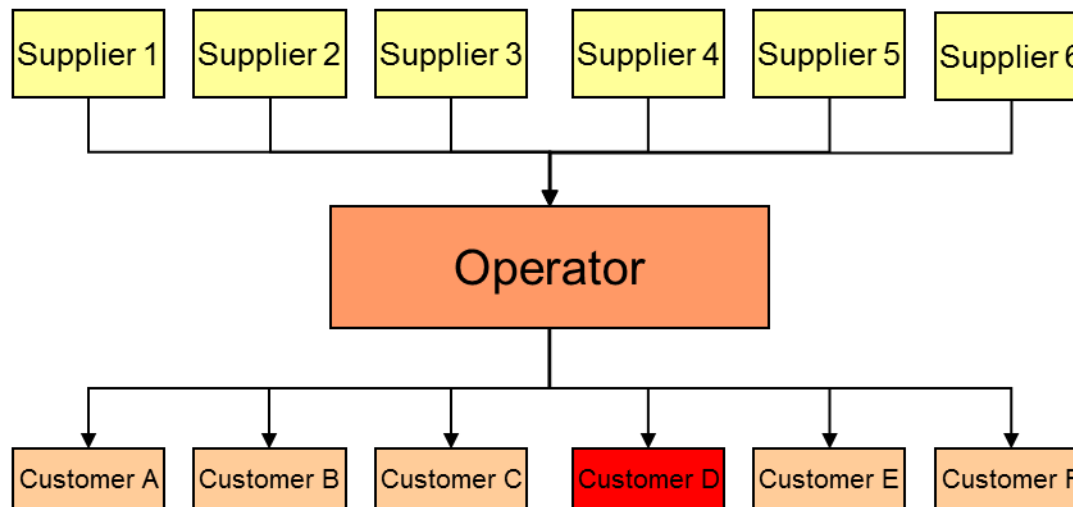 Supplier 1
Supplier 2
Supplier 3
Supplier 4
Supplier 5
Supplier 6
Operator
Customer A
Customer B
Customer C
Customer D
Customer E
Customer F